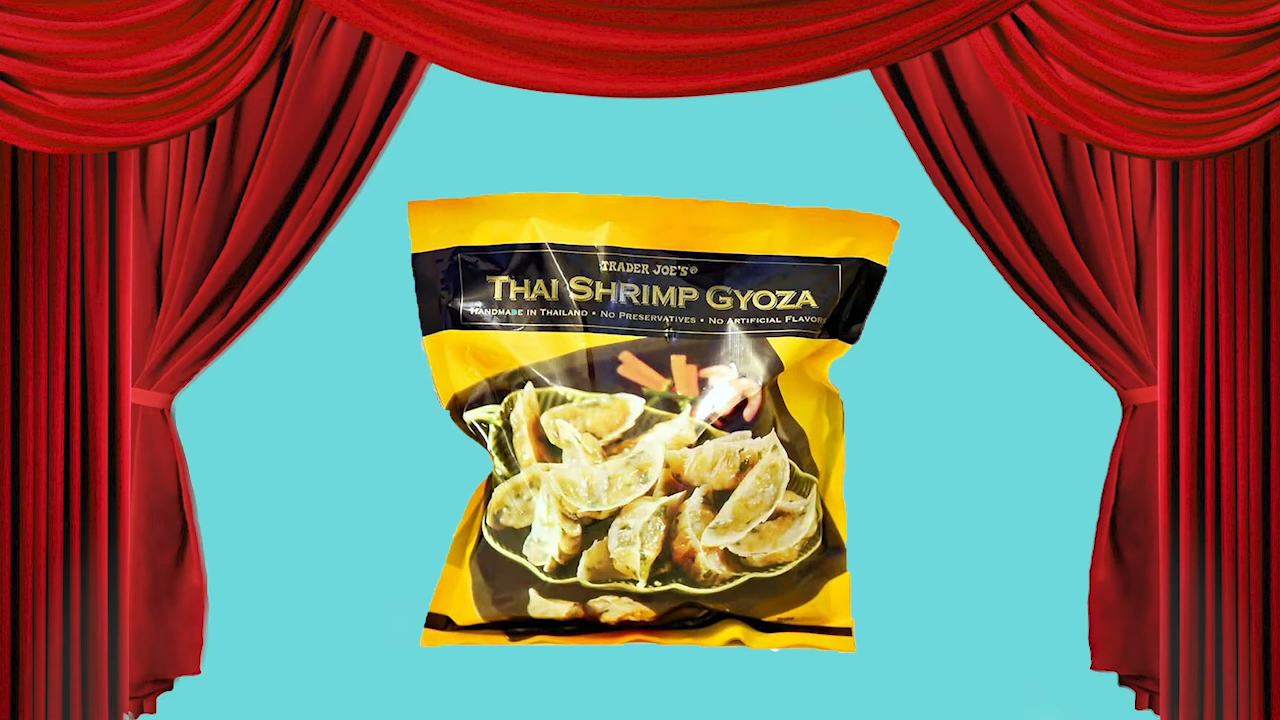 TRADER JOE'S®
THAI SHRIMP GYOZA
HANDMADE IN THAILAND • NO PRESERVATIVES • NO ARTIFICIAL FLAVORS